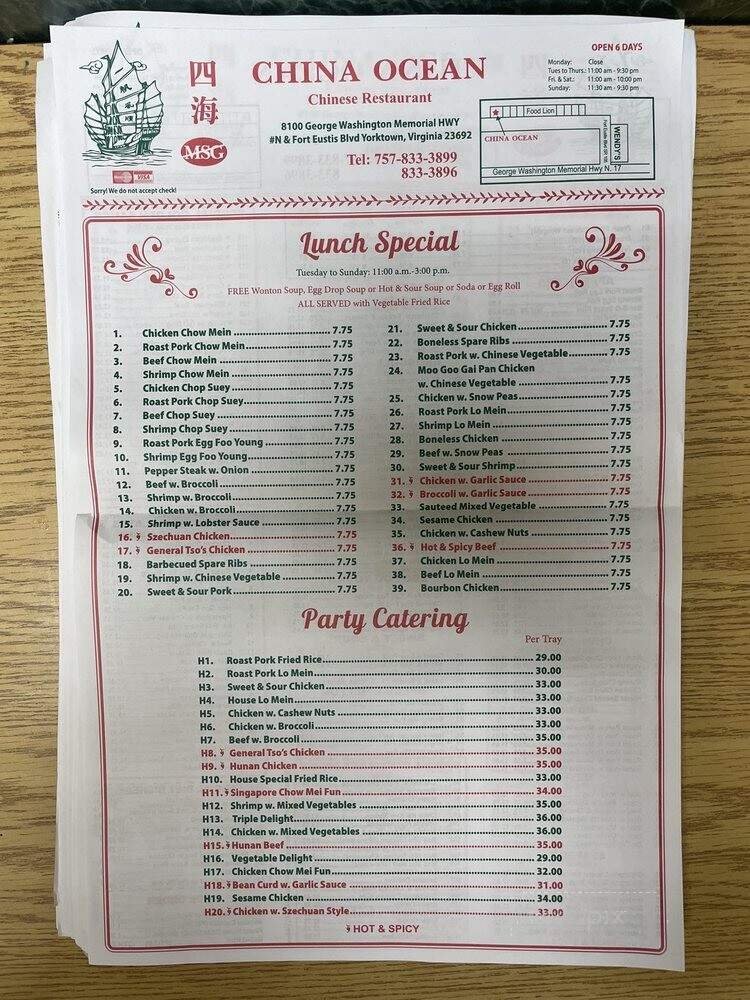 OPEN 6 DAYS
四海
CHINA OCEAN
Chinese Restaurant
8100 George Washington Memorial HWY
#N & Fort Eustis Blvd Yorktown, Virginia 23692
Tel: 757-833-3899
833-3896
Monday: Close
Tues to Thurs.: 11:00 am - 9:30 pm
Fri. & Sat.: 11:00 am - 10:00 pm
Sunday: 11:30 am - 9:30 pm
MSG
VISA
Sorry! We do not accept check!
Food Lion
CHINA OCEAN
WENDY'S
George Washington Memorial Hwy N. 17
Lunch Special
Tuesday to Sunday: 11:00 a.m.-3:00 p.m.
FREE Wonton Soup, Egg Drop Soup or Hot & Sour Soup or Soda or Egg Roll
ALL SERVED with Vegetable Fried Rice
1. Chicken Chow Mein 7.75
2. Roast Pork Chow Mein 7.75
3. Beef Chow Mein 7.75
4. Shrimp Chow Mein 7.75
5. Chicken Chop Suey 7.75
6. Roast Pork Chop Suey 7.75
7. Beef Chop Suey 7.75
8. Shrimp Chop Suey 7.75
9. Roast Pork Egg Foo Young 7.75
10. Shrimp Egg Foo Young 7.75
11. Pepper Steak w. Onion 7.75
12. Beef w. Broccoli 7.75
13. Shrimp w. Broccoli 7.75
14. Chicken w. Broccoli 7.75
15. Shrimp w. Lobster Sauce 7.75
16. Szechuan Chicken 7.75
17. General Tso's Chicken 7.75
18. Barbecued Spare Ribs 7.75
19. Shrimp w. Chinese Vegetable 7.75
20. Sweet & Sour Pork 7.75
21. Sweet & Sour Chicken 7.75
22. Boneless Spare Ribs 7.75
23. Roast Pork w. Chinese Vegetable 7.75
24. Moo Goo Gai Pan Chicken
w. Chinese Vegetable 7.75
25. Chicken w. Snow Peas 7.75
26. Roast Pork Lo Mein 7.75
27. Shrimp Lo Mein 7.75
28. Boneless Chicken 7.75
29. Beef w. Snow Peas 7.75
30. Sweet & Sour Shrimp 7.75
31. Chicken w. Garlic Sauce 7.75
32. Broccoli w. Garlic Sauce 7.75
33. Sauteed Mixed Vegetable 7.75
34. Sesame Chicken 7.75
35. Chicken w. Cashew Nuts 7.75
36. Hot & Spicy Beef 7.75
37. Chicken Lo Mein 7.75
38. Beef Lo Mein 7.75
39. Bourbon Chicken 7.75
Party Catering
Per Tray
H1. Roast Pork Fried Rice 29.00
H2. Roast Pork Lo Mein 30.00
H3. Sweet & Sour Chicken 33.00
H4. House Lo Mein 33.00
H5. Chicken w. Cashew Nuts 33.00
H6. Chicken w. Broccoli 33.00
H7. Beef w. Broccoli 35.00
H8. General Tso's Chicken 35.00
H9. Hunan Chicken 35.00
H10. House Special Fried Rice 33.00
H11. Singapore Chow Mei Fun 34.00
H12. Shrimp w. Mixed Vegetables 35.00
H13. Triple Delight 36.00
H14. Chicken w. Mixed Vegetables 36.00
H15. Hunan Beef 35.00
H16. Vegetable Delight 29.00
H17. Chicken Chow Mei Fun 32.00
H18. Bean Curd w. Garlic Sauce 31.00
H19. Sesame Chicken 34.00
H20. Chicken w. Szechuan Style 33.00
HOT & SPICY